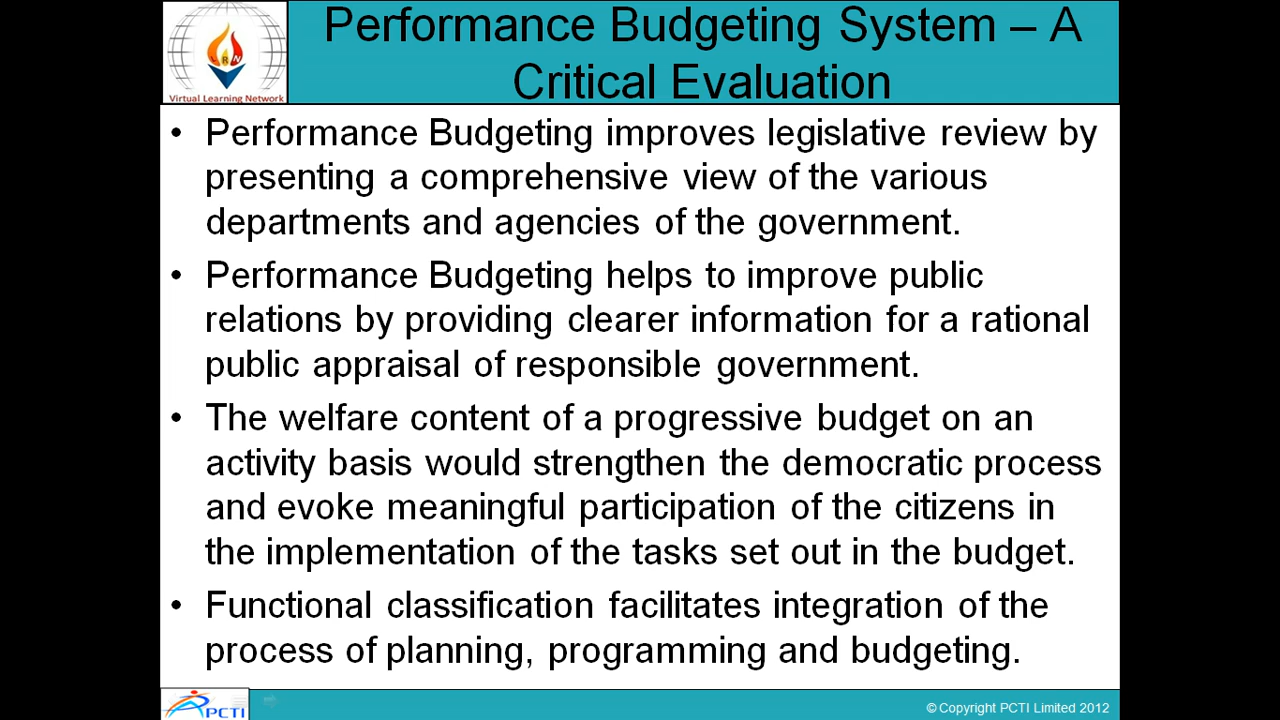 Performance Budgeting System – A
Critical Evaluation
LRN
Virtual Learning Network
• Performance Budgeting improves legislative review by
presenting a comprehensive view of the various
departments and agencies of the government.
• Performance Budgeting helps to improve public
relations by providing clearer information for a rational
public appraisal of responsible government.
• The welfare content of a progressive budget on an
activity basis would strengthen the democratic process
and evoke meaningful participation of the citizens in
the implementation of the tasks set out in the budget.
• Functional classification facilitates integration of the
process of planning, programming and budgeting.
PCTI
© Copyright PCTI Limited 2012